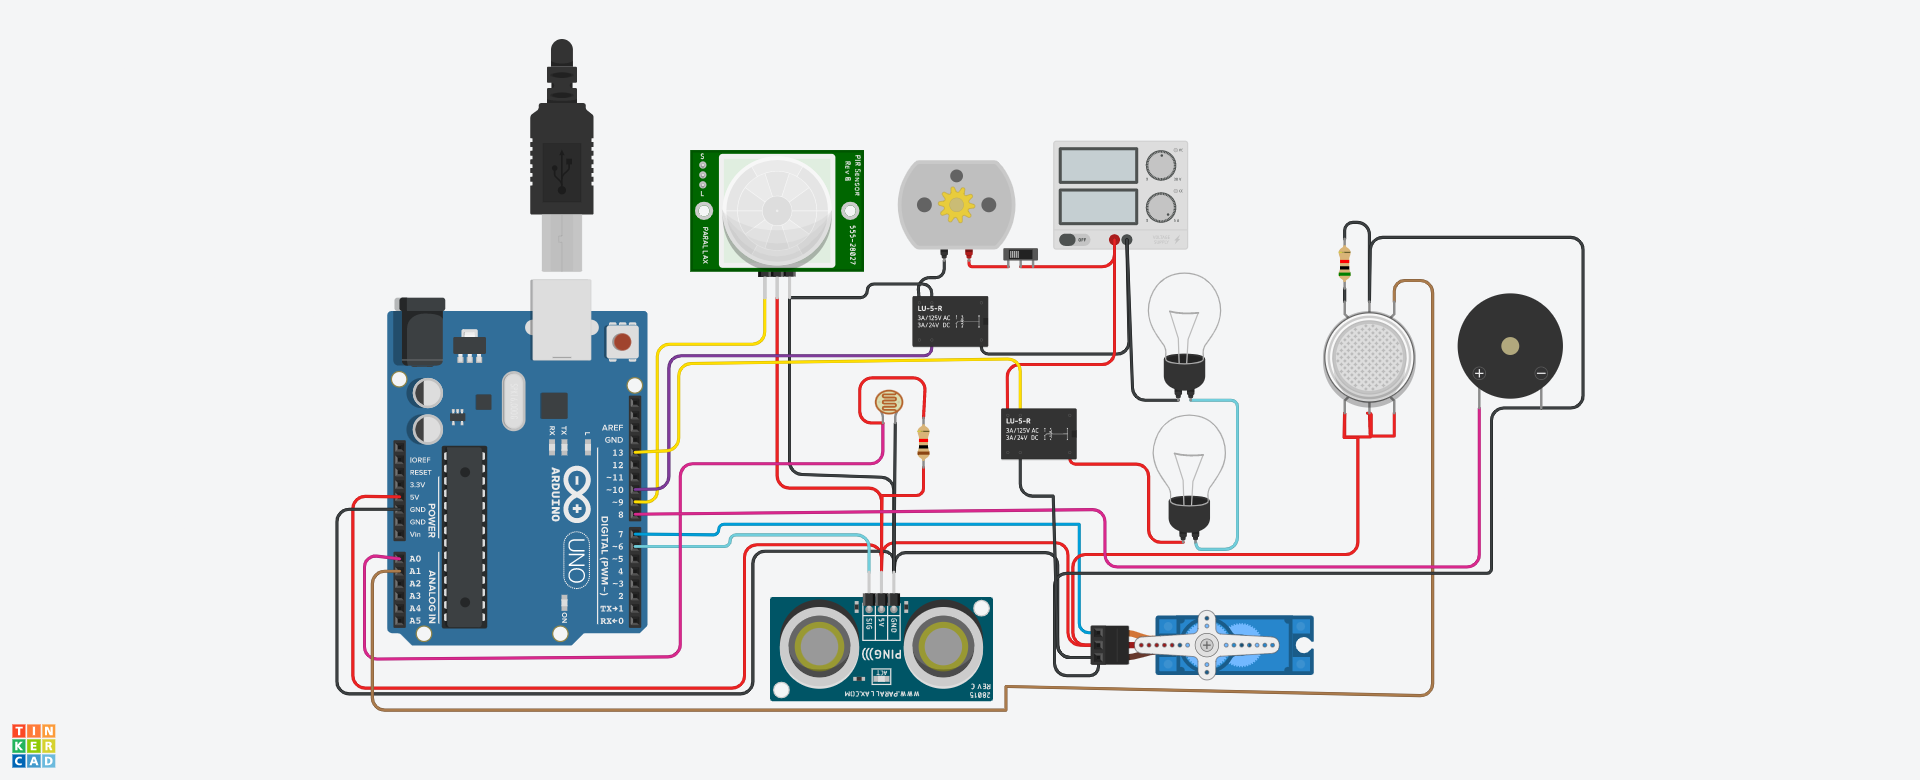 S
L
PARALLAX
PIR SENSOR
REV B
555-28027
OFF
LU-5-R
3A/125V AC
3A/24V DC
LU-5-R
3A/125V AC
3A/24V DC
+
−
RX
TX
L
ARDUINO
UNO
ON
AREF
GND
13
12
~11
~10
~9
8
7
~6
~5
4
~3
2
TX→1
RX←0
DIGITAL (PWM~)
IOREF
RESET
3.3V
5V
GND
GND
Vin
POWER
A0
A1
A2
A3
A4
A5
ANALOG IN
SIG
5V
GND
PING)))
ACT
WWW.PARALLAX.COM
28015
REV C
TIN
KER
CAD